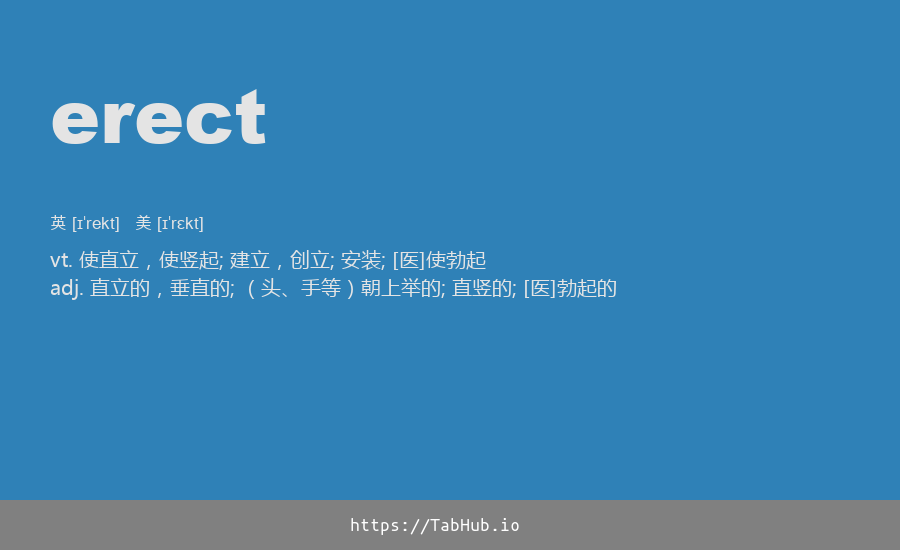 erect
英 [ɪ'rekt] 美 [ɪ'rɛkt]
vt. 使直立，使竖起; 建立，创立; 安装; [医]使勃起
adj. 直立的，垂直的; （头、手等）朝上举的; 直竖的; [医]勃起的
https://TabHub.io